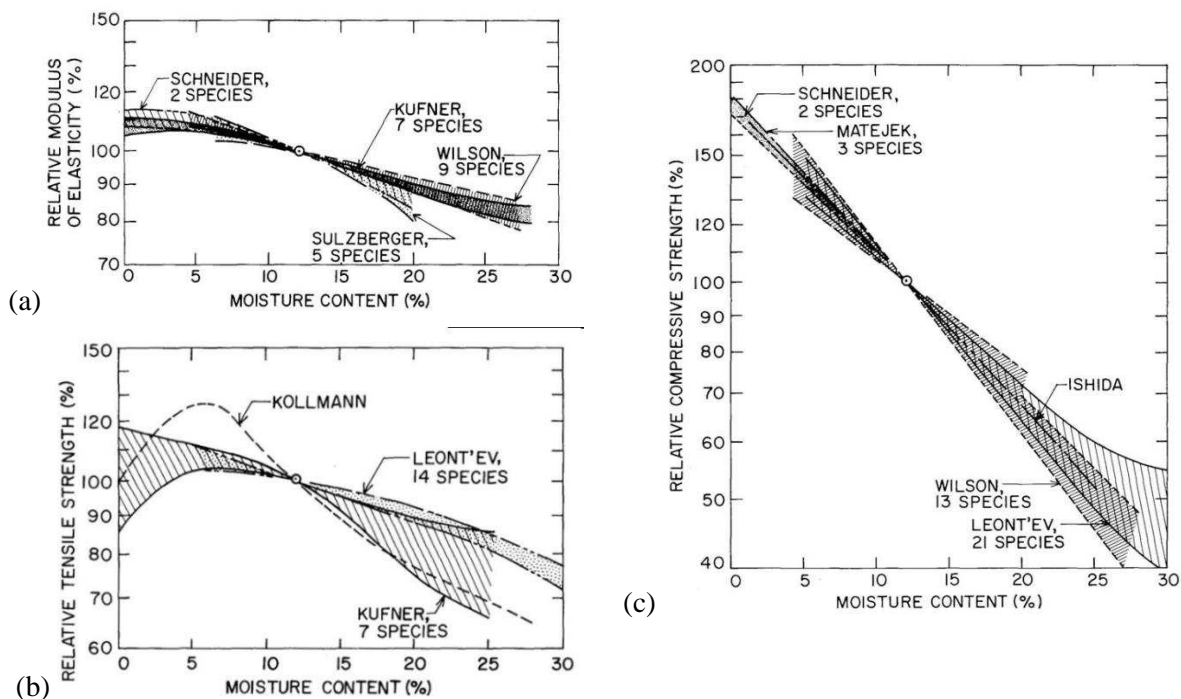 150
120
100
90
80
70
0 5 10 15 20 25 30
RELATIVE MODULUS
OF ELASTICITY (%)
SCHNEIDER,
2 SPECIES
KUFNER,
7 SPECIES
WILSON,
9 SPECIES
SULZBERGER,
5 SPECIES
MOISTURE CONTENT (%)
(a)
150
120
100
90
80
70
60
0 5 10 15 20 25 30
RELATIVE TENSILE STRENGTH (%)
KOLLMANN
LEONT'EV,
14 SPECIES
KUFNER,
7 SPECIES
MOISTURE CONTENT (%)
(b)
200
150
130
120
100
90
80
70
60
50
40
0 5 10 15 20 25 30
RELATIVE COMPRESSIVE STRENGTH (%)
SCHNEIDER,
2 SPECIES
MATEJEK,
3 SPECIES
ISHIDA
WILSON,
13 SPECIES
LEONT'EV,
21 SPECIES
MOISTURE CONTENT (%)
(c)